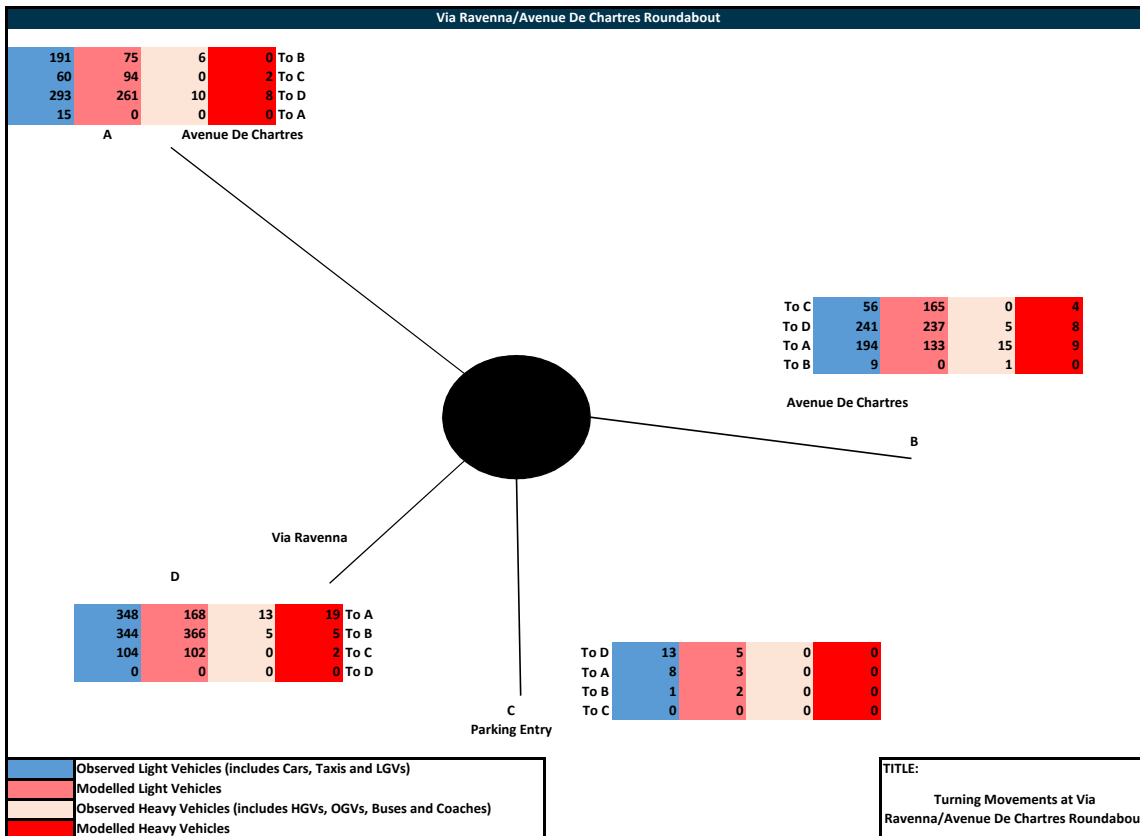 Via Ravenna/Avenue De Chartres Roundabout
191 75 6 0 To B
60 94 0 2 To C
293 261 10 8 To D
15 0 0 0 To A
A Avenue De Chartres
To C 56 165 0 4
To D 241 237 5 8
To A 194 133 15 9
To B 9 0 1 0
Avenue De Chartres
B
Via Ravenna
D
348 168 13 19 To A
344 366 5 5 To B
104 102 0 2 To C
0 0 0 0 To D
To D 13 5 0 0
To A 8 3 0 0
To B 1 2 0 0
To C 0 0 0 0
C
Parking Entry
Observed Light Vehicles (includes Cars, Taxis and LGVs)
Modelled Light Vehicles
Observed Heavy Vehicles (includes HGVs, OGVs, Buses and Coaches)
Modelled Heavy Vehicles
TITLE:
Turning Movements at Via
Ravenna/Avenue De Chartres Roundabou